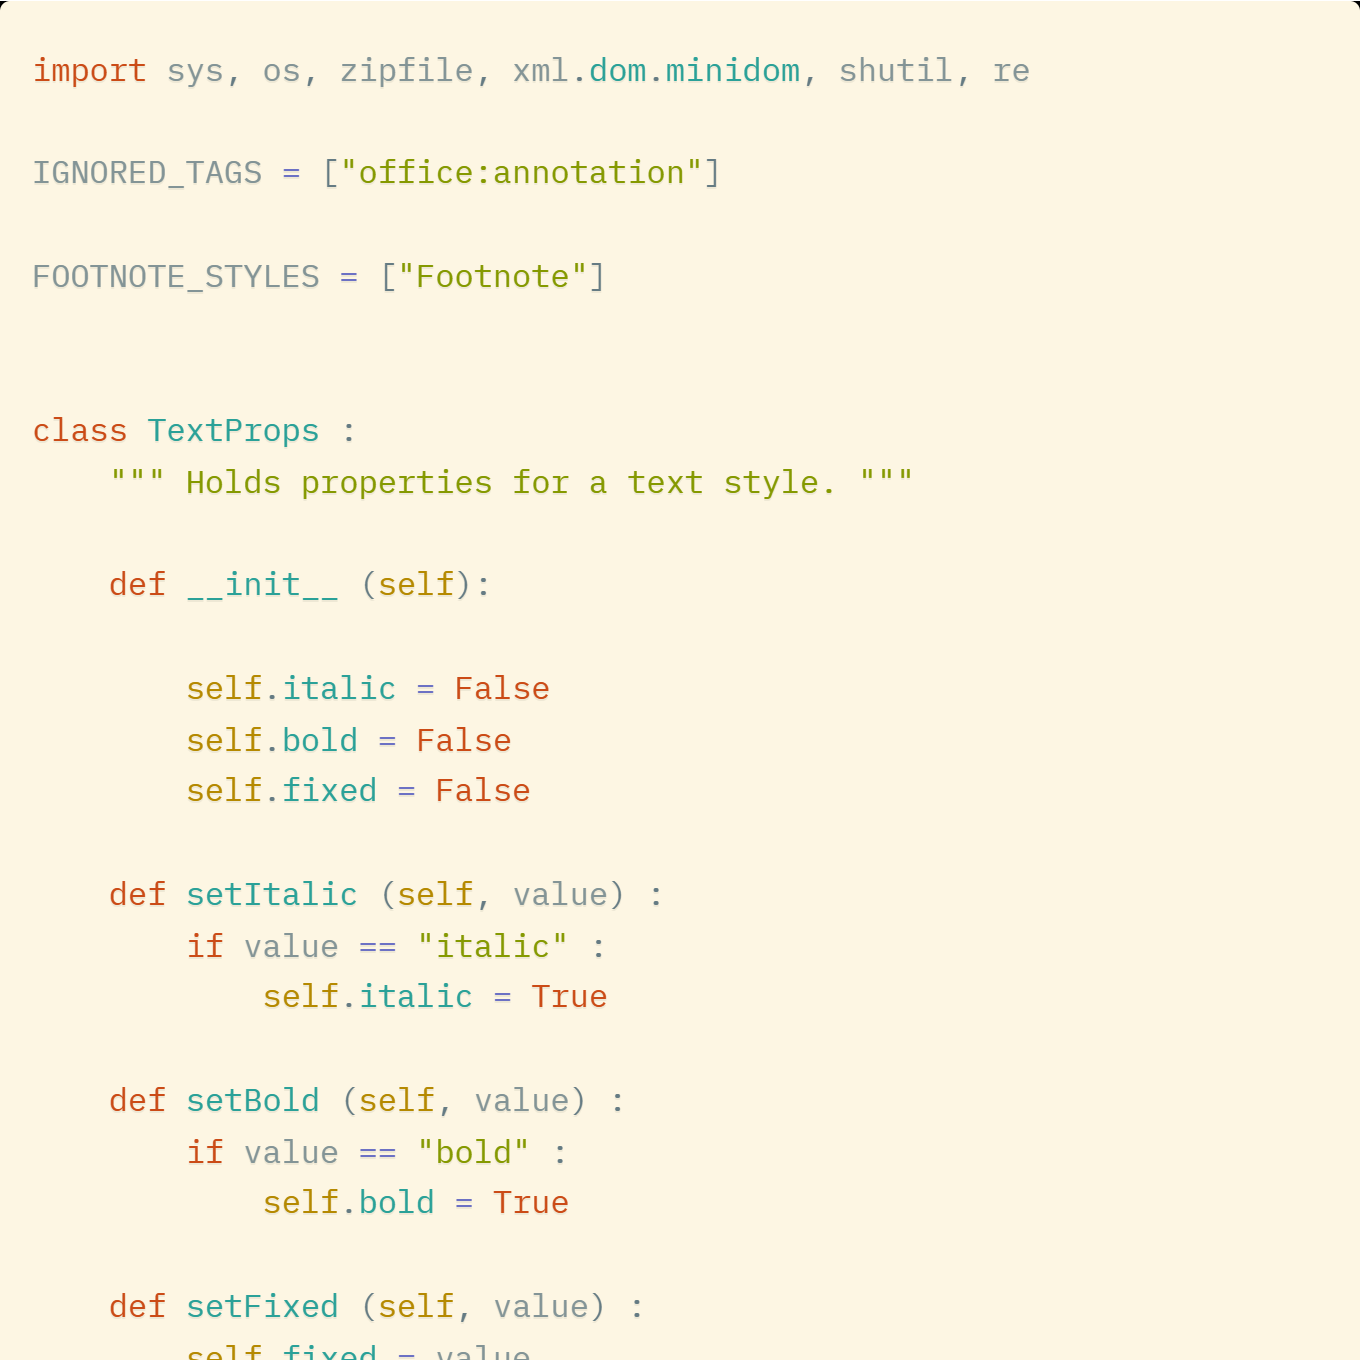 import sys, os, zipfile, xml.dom.minidom, shutil, re

IGNORED_TAGS = ["office:annotation"]

FOOTNOTE_STYLES = ["Footnote"]


class TextProps :
    """ Holds properties for a text style. """

    def __init__ (self):

        self.italic = False
        self.bold = False
        self.fixed = False

    def setItalic (self, value) :
        if value == "italic" :
            self.italic = True

    def setBold (self, value) :
        if value == "bold" :
            self.bold = True

    def setFixed (self, value) :
        self.fixed = value